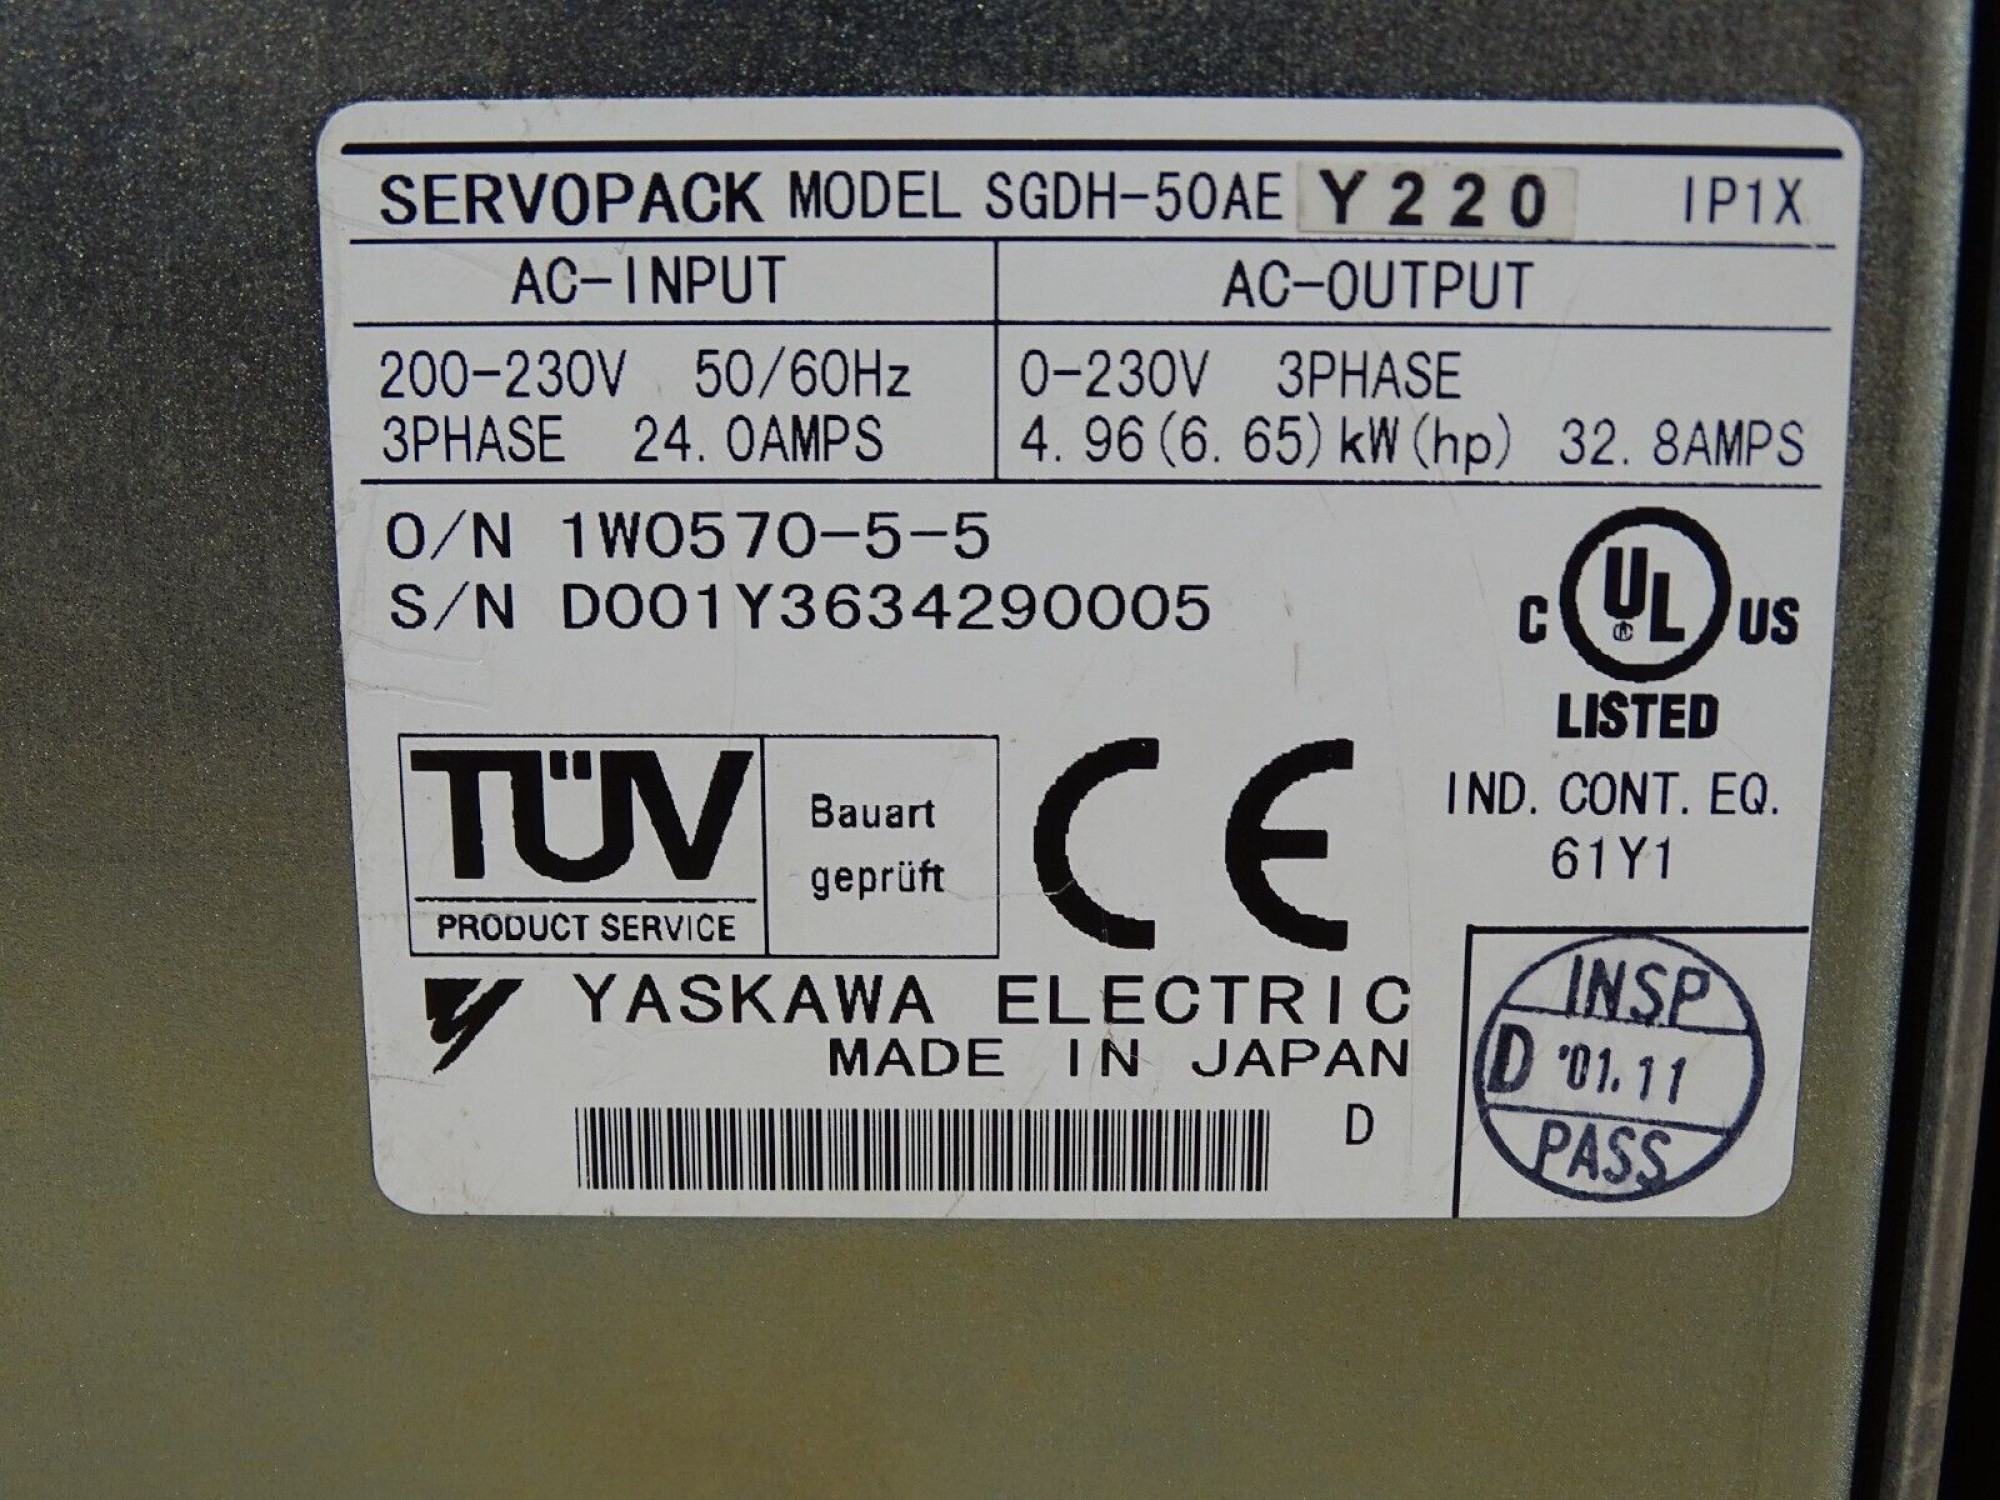 SERVOPACK MODEL SGDH-50AE Y220 IP1X
AC-INPUT AC-OUTPUT
200-230V 50/60Hz 0-230V 3PHASE
3PHASE 24.0AMPS 4.96(6.65)kW(hp) 32.8AMPS
O/N 1W0570-5-5
S/N D001Y3634290005
C UL US
LISTED
IND. CONT. EQ.
61Y1
TÜV
PRODUCT SERVICE
Bauart
geprüft
CE
YASKAWA ELECTRIC
MADE IN JAPAN
D
INSP
D '01.11
PASS